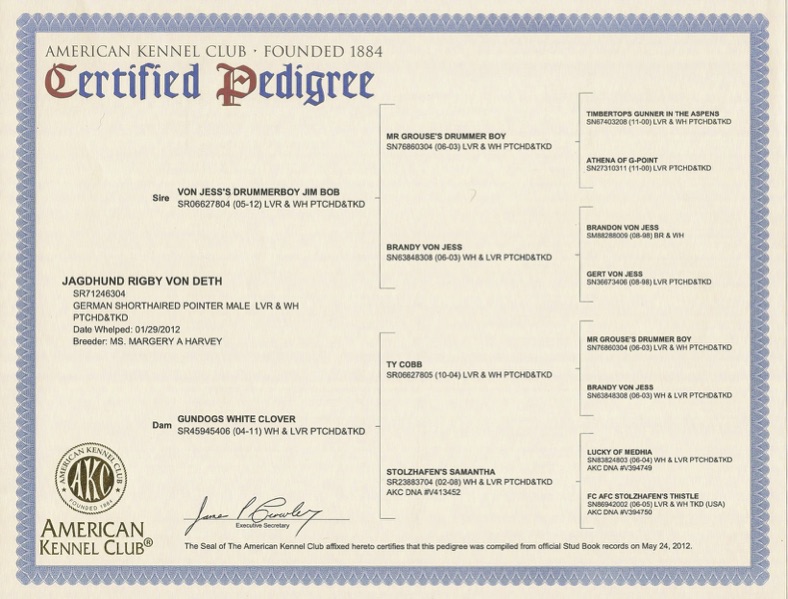 AMERICAN KENNEL CLUB · FOUNDED 1884
Certified Pedigree
TIMBERTOPS GUNNER IN THE ASPENS
SN67403208 (11-00) LVR & WH PTCHD&TKD
MR GROUSE'S DRUMMER BOY
SN76860304 (06-03) LVR & WH PTCHD&TKD
ATHENA OF G-POINT
SN27310311 (11-00) LVR PTCHD&TKD
Sire VON JESS'S DRUMMERBOY JIM BOB
SR06627804 (05-12) LVR & WH PTCHD&TKD
BRANDON VON JESS
SM88288009 (08-98) BR & WH
BRANDY VON JESS
SN63848308 (06-03) WH & LVR PTCHD&TKD
GERT VON JESS
SN36673406 (08-98) LVR PTCHD&TKD
JAGDHUND RIGBY VON DETH
SR71246304
GERMAN SHORTHAIRED POINTER MALE LVR & WH
PTCHD&TKD
Date Whelped: 01/29/2012
Breeder: MS. MARGERY A HARVEY
MR GROUSE'S DRUMMER BOY
SN76860304 (06-03) LVR & WH PTCHD&TKD
TY COBB
SR06627805 (10-04) LVR & WH PTCHD&TKD
BRANDY VON JESS
SN63848308 (06-03) WH & LVR PTCHD&TKD
Dam GUNDOGS WHITE CLOVER
SR45945406 (04-11) WH & LVR PTCHD&TKD
LUCKY OF MEDHIA
SN83824803 (06-04) WH & LVR PTCHD&TKD
AKC DNA #V394749
STOLZHAFEN'S SAMANTHA
SR23883704 (02-08) WH & LVR PTCHD&TKD
AKC DNA #V413452
FC AFC STOLZHAFEN'S THISTLE
SN86942002 (06-05) LVR & WH TKD (USA)
AKC DNA #V394750
AMERICAN KENNEL CLUB
AKC
FOUNDED 1884
AMERICAN
KENNEL CLUB®
James P. Crowley
Executive Secretary
The Seal of The American Kennel Club affixed hereto certifies that this pedigree was compiled from official Stud Book records on May 24, 2012.